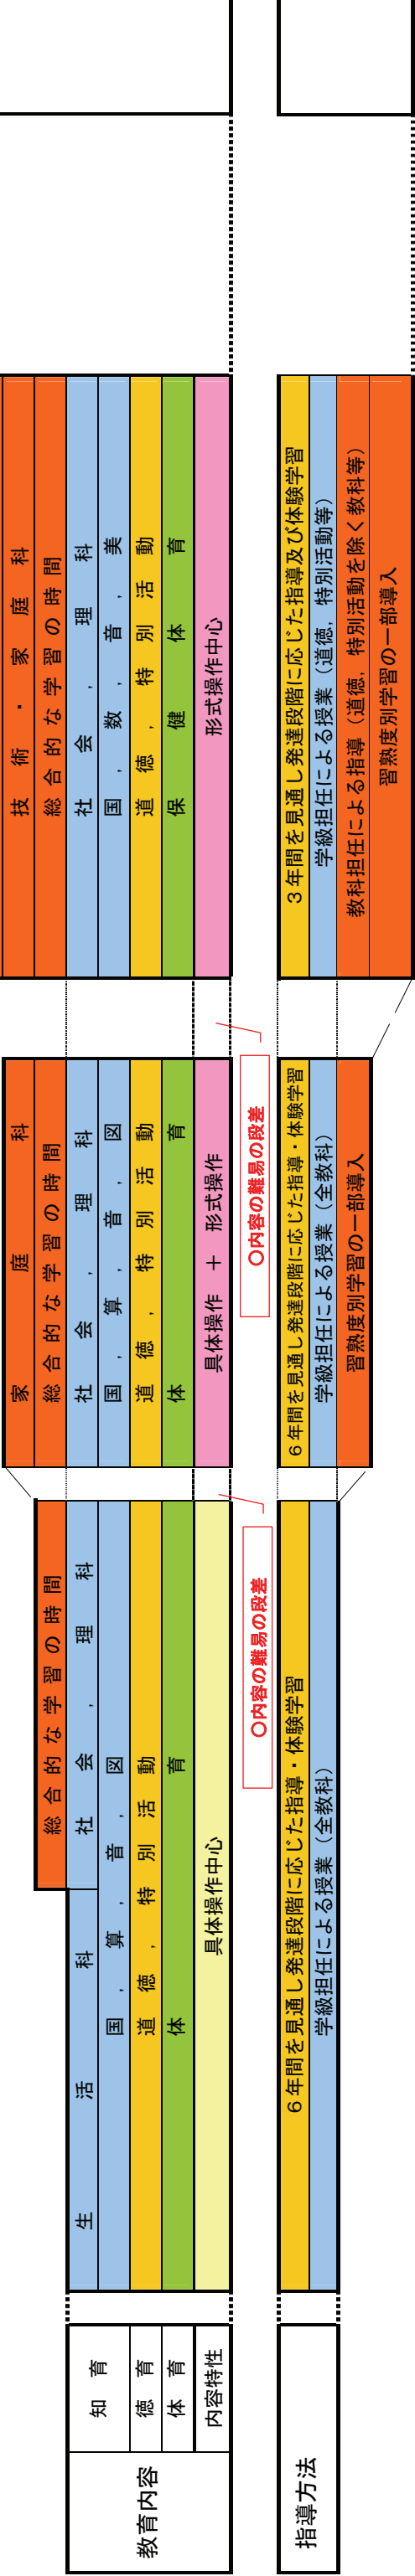 教育内容
知育
徳育
体育
内容特性
生活科
総合的な学習の時間
社会，理科
国，算，音，図
道徳，特別活動
体育
具体操作中心
〇内容の難易の段差
家庭科
総合的な学習の時間
社会，理科
国，算，音，図
道徳，特別活動
体育
具体操作 ＋ 形式操作
〇内容の難易の段差
技術・家庭科
総合的な学習の時間
社会，理科
国，数，音，美
道徳，特別活動
保健体育
形式操作中心
指導方法
６年間を見通し発達段階に応じた指導・体験学習
学級担任による授業（全教科）
６年間を見通し発達段階に応じた指導・体験学習
学級担任による授業（全教科）
習熟度別学習の一部導入
３年間を見通し発達段階に応じた指導及び体験学習
学級担任による授業（道徳，特別活動等）
教科担任による指導（道徳，特別活動を除く教科等）
習熟度別学習の一部導入